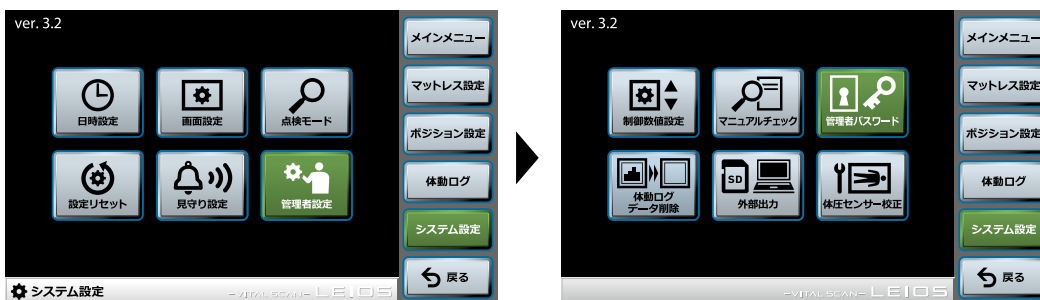 ver. 3.2
日時設定
画面設定
点検モード
設定リセット
見守り設定
管理者設定
メインメニュー
マットレス設定
ポジション設定
体動ログ
システム設定
戻る
システム設定
-VITAL SCAN- LEIOS
ver. 3.2
制御数値設定
マニュアルチェック
管理者パスワード
体動ログ
データ削除
SD
外部出力
体圧センサー校正
メインメニュー
マットレス設定
ポジション設定
体動ログ
システム設定
戻る
-VITAL SCAN- LEIOS